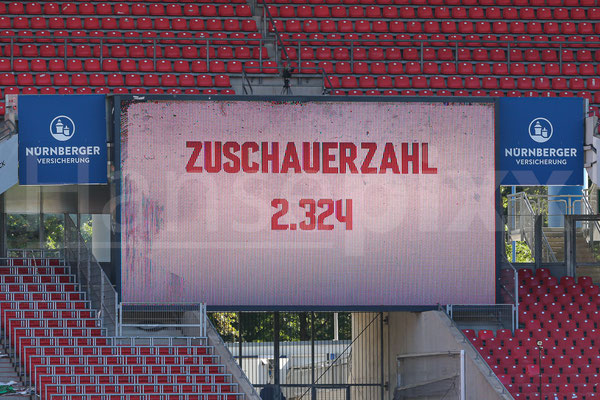 ZUSCHAUERZAHL
2.324
NÜRNBERGER
VERSICHERUNG
NÜRNBERGER
VERSICHERUNG